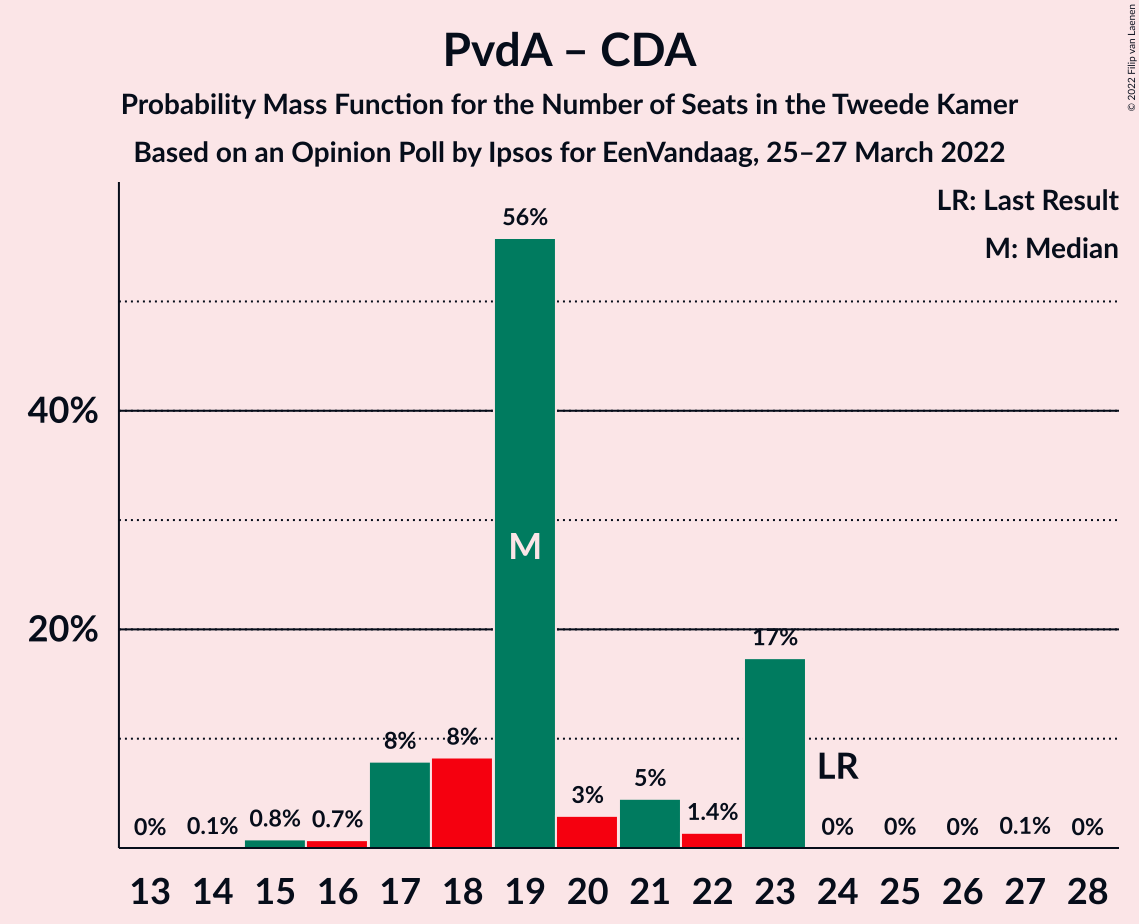 PvdA – CDA
Probability Mass Function for the Number of Seats in the Tweede Kamer
Based on an Opinion Poll by Ipsos for EenVandaag, 25–27 March 2022
© 2022 Filip van Laenen
LR: Last Result
M: Median
56%
40%
M
20%
17%
8%
8%
LR
5%
3%
1.4%
0.8%
0.7%
0%
0.1%
0%
0%
0%
0.1%
0%
13 14 15 16 17 18 19 20 21 22 23 24 25 26 27 28